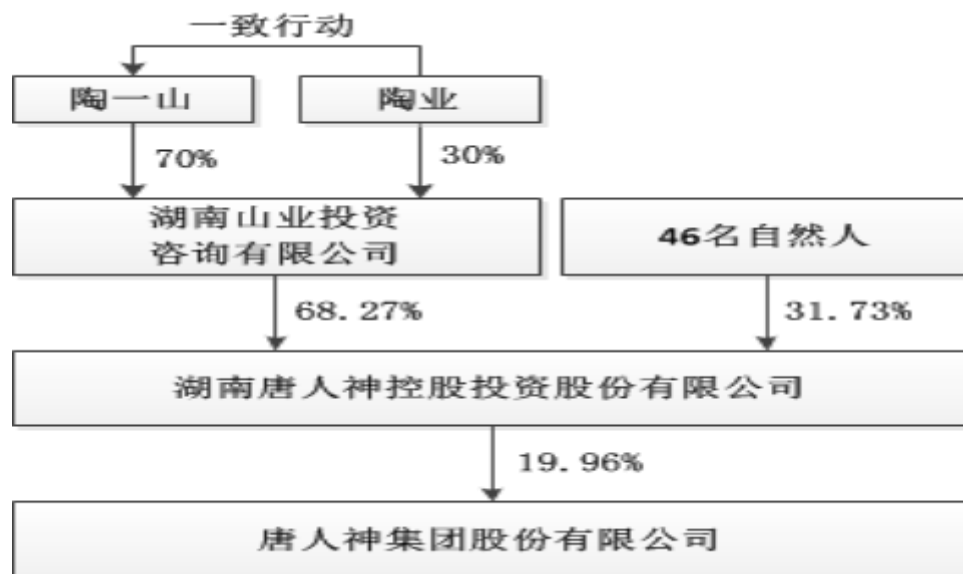 一致行动
陶一山
陶业
70%
30%
湖南山业投资
咨询有限公司
46名自然人
68.27%
31.73%
湖南唐人神控股投资股份有限公司
19.96%
唐人神集团股份有限公司